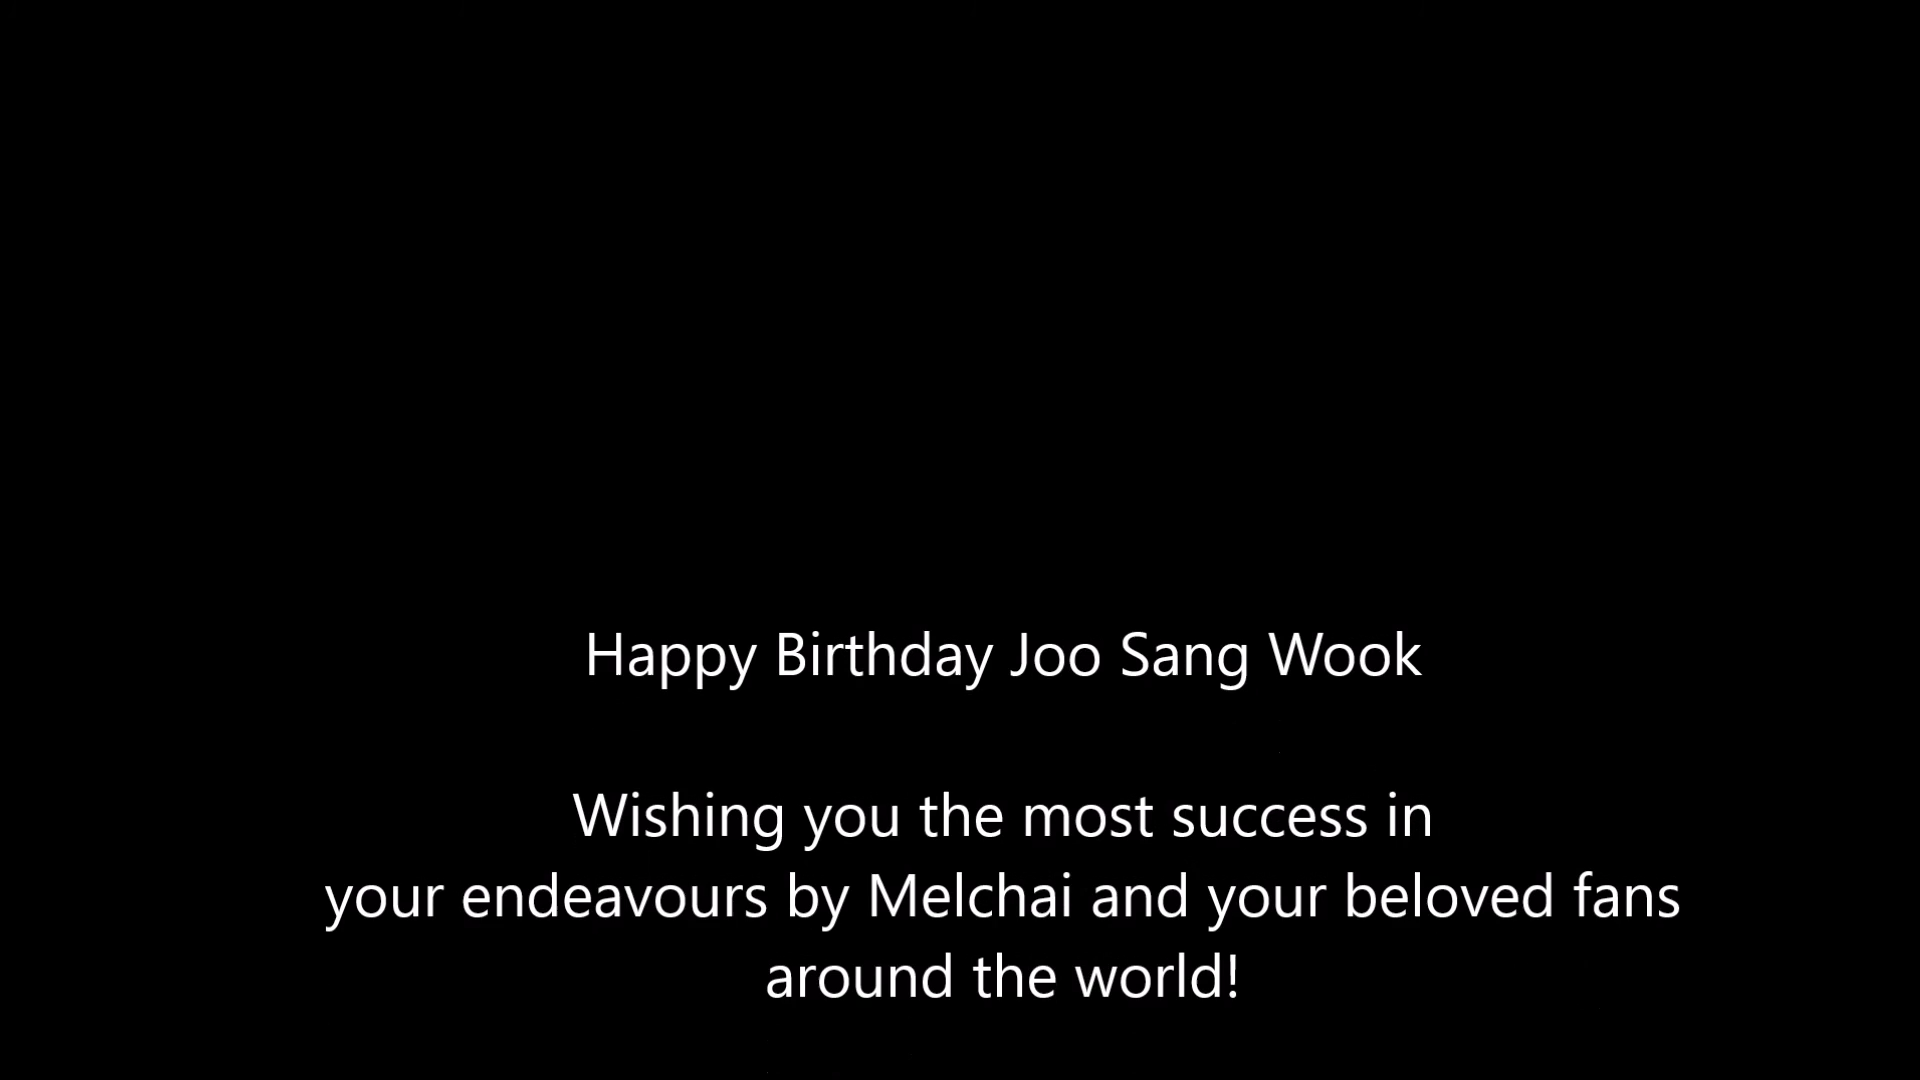 Happy Birthday Joo Sang Wook
Wishing you the most success in
your endeavours by Melchai and your beloved fans
around the world!